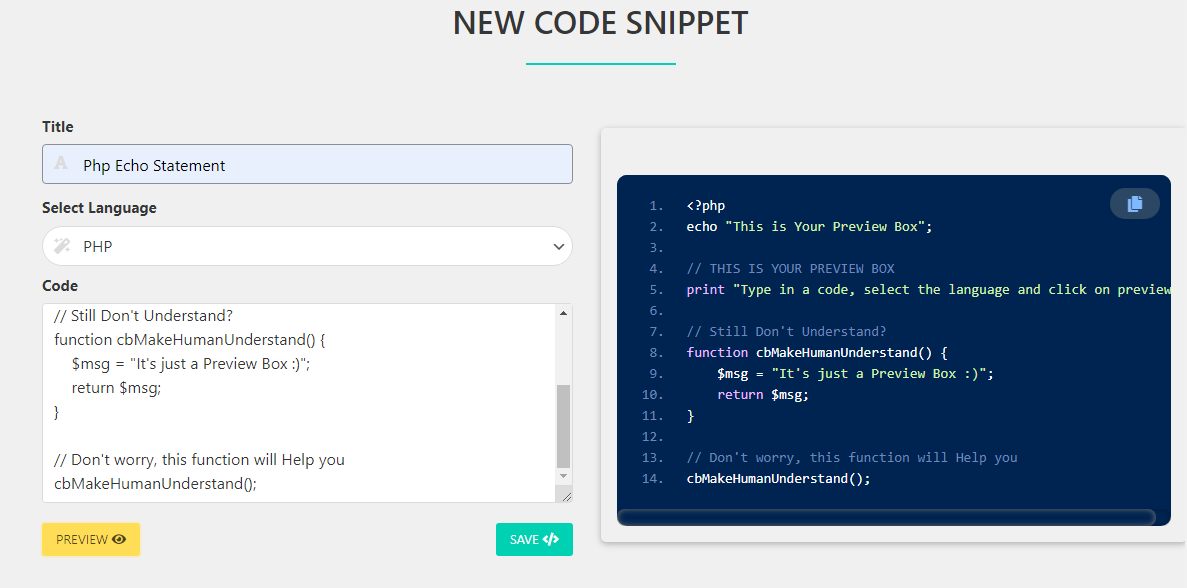 NEW CODE SNIPPET
Title
A Php Echo Statement
Select Language
PHP
Code
// Still Don't Understand?
function cbMakeHumanUnderstand() {
    $msg = "It's just a Preview Box :)";
    return $msg;
}
// Don't worry, this function will Help you
cbMakeHumanUnderstand();
PREVIEW
SAVE </>
1. <?php
2. echo "This is Your Preview Box";
3.
4. // THIS IS YOUR PREVIEW BOX
5. print "Type in a code, select the language and click on preview
6.
7. // Still Don't Understand?
8. function cbMakeHumanUnderstand() {
9.     $msg = "It's just a Preview Box :)";
10.     return $msg;
11. }
12.
13. // Don't worry, this function will Help you
14. cbMakeHumanUnderstand();